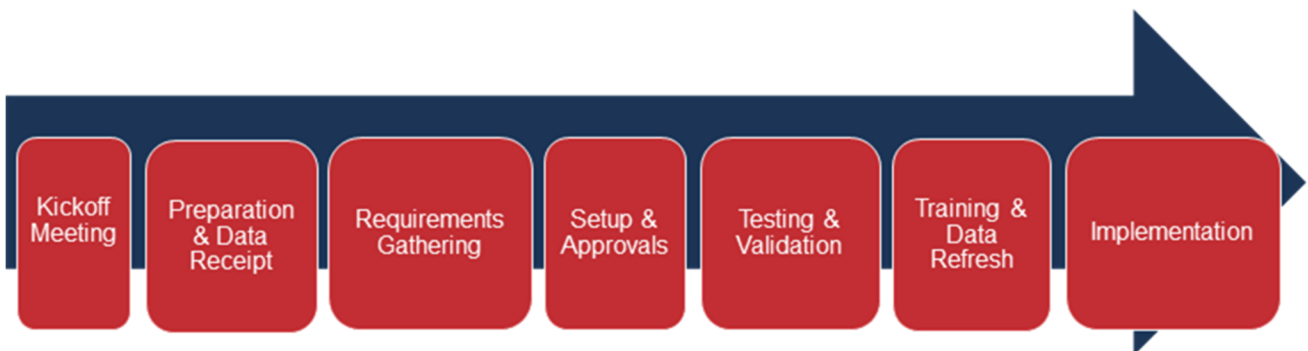 Kickoff
Meeting
Preparation
& Data
Receipt
Requirements
Gathering
Setup &
Approvals
Testing &
Validation
Training &
Data
Refresh
Implementation